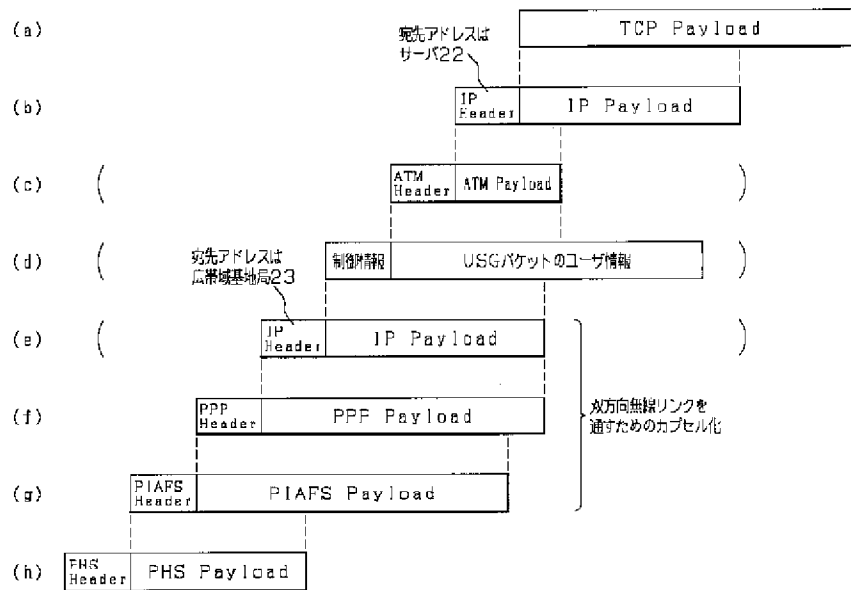 (a)
TCP Payload
宛先アドレスは
サーバ22
(b)
IP
Header
IP Payload
(c)
(
ATM
Header
ATM Payload
)
(d)
(
制御情報
USGパケットのユーザ情報
)
宛先アドレスは
広帯域基地局23
(e)
(
IP
Header
IP Payload
)
(f)
PPP
Header
PPP Payload
双方向無線リンクを
通すためのカプセル化
(g)
PIAFS
Header
PIAFS Payload
(h)
PHS
Header
PHS Payload